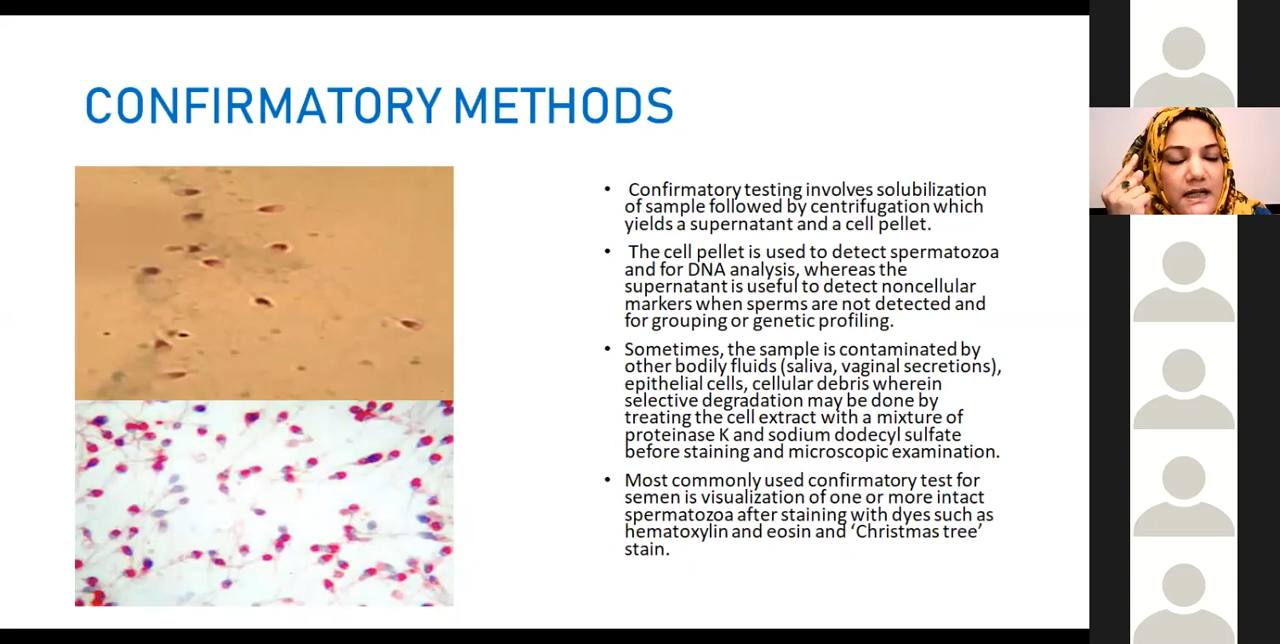 CONFIRMATORY METHODS
• Confirmatory testing involves solubilization
of sample followed by centrifugation which
yields a supernatant and a cell pellet.
• The cell pellet is used to detect spermatozoa
and for DNA analysis, whereas the
supernatant is useful to detect noncellular
markers when sperms are not detected and
for grouping or genetic profiling.
• Sometimes, the sample is contaminated by
other bodily fluids (saliva, vaginal secretions),
epithelial cells, cellular debris wherein
selective degradation may be done by
treating the cell extract with a mixture of
proteinase K and sodium dodecyl sulfate
before staining and microscopic examination.
• Most commonly used confirmatory test for
semen is visualization of one or more intact
spermatozoa after staining with dyes such as
hematoxylin and eosin and ‘Christmas tree’
stain.